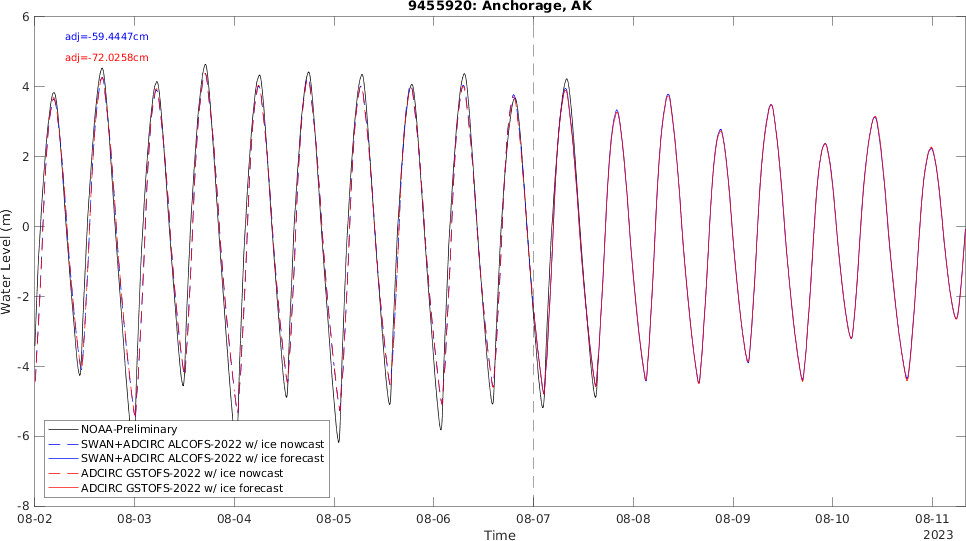 9455920: Anchorage, AK
adj=-59.4447cm
adj=-72.0258cm
6
4
2
0
-2
-4
-6
-8
Water Level (m)
NOAA-Preliminary
SWAN+ADCIRC ALCOFS-2022 w/ ice nowcast
SWAN+ADCIRC ALCOFS-2022 w/ ice forecast
ADCIRC GSTOFS-2022 w/ ice nowcast
ADCIRC GSTOFS-2022 w/ ice forecast
08-02 08-03 08-04 08-05 08-06 08-07 08-08 08-09 08-10 08-11
Time
2023